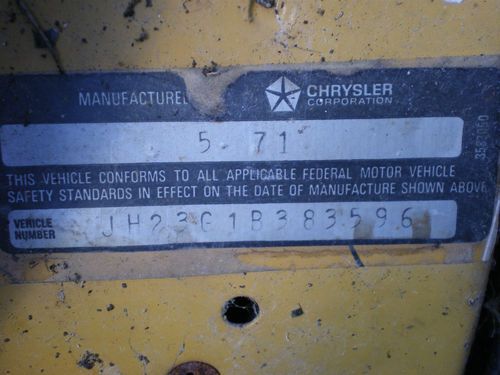 MANUFACTURE
CHRYSLER
CORPORATION
5 71
THIS VEHICLE CONFORMS TO ALL APPLICABLE FEDERAL MOTOR VEHICLE
SAFETY STANDARDS IN EFFECT ON THE DATE OF MANUFACTURE SHOWN ABOVE
VEHICLE
NUMBER
JH23G1B383596